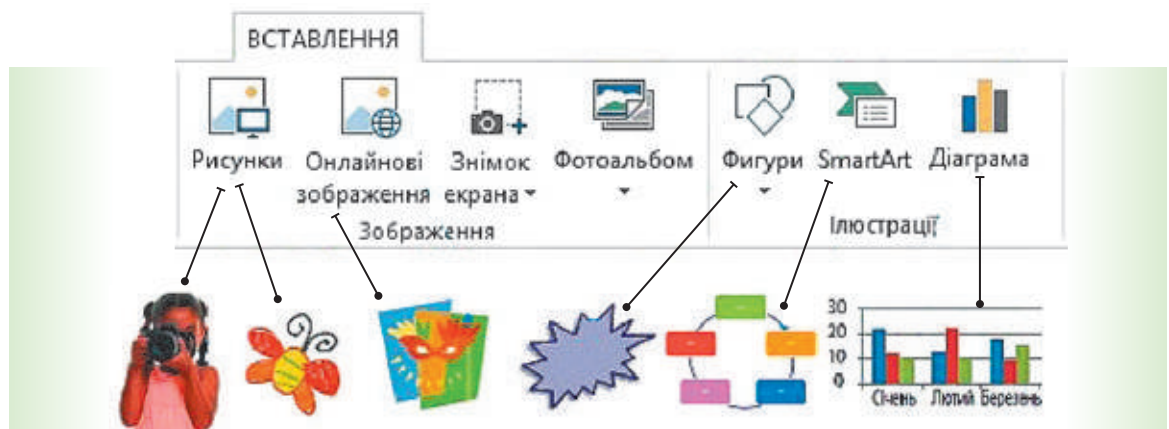 ВСТАВЛЕННЯ
Рисунки Онлайнові зображення Знімок екрана Фотоальбом Фигури SmartArt Діаграма
Зображення Ілюстрації
30
20
10
0
Січень Лютий Березень